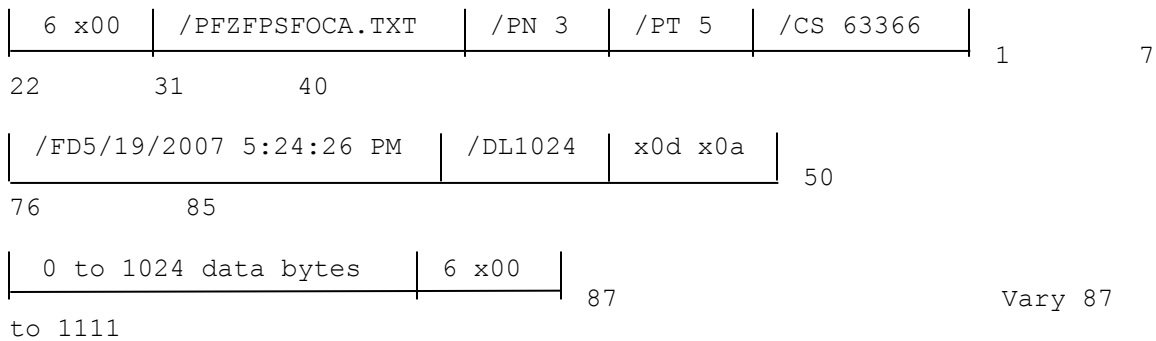 6 x00 /PFZFPSFOCA.TXT /PN 3 /PT 5 /CS 63366
1 7
22 31 40
/FD5/19/2007 5:24:26 PM /DL1024 x0d x0a
50
76 85
0 to 1024 data bytes 6 x00
87 Vary 87
to 1111